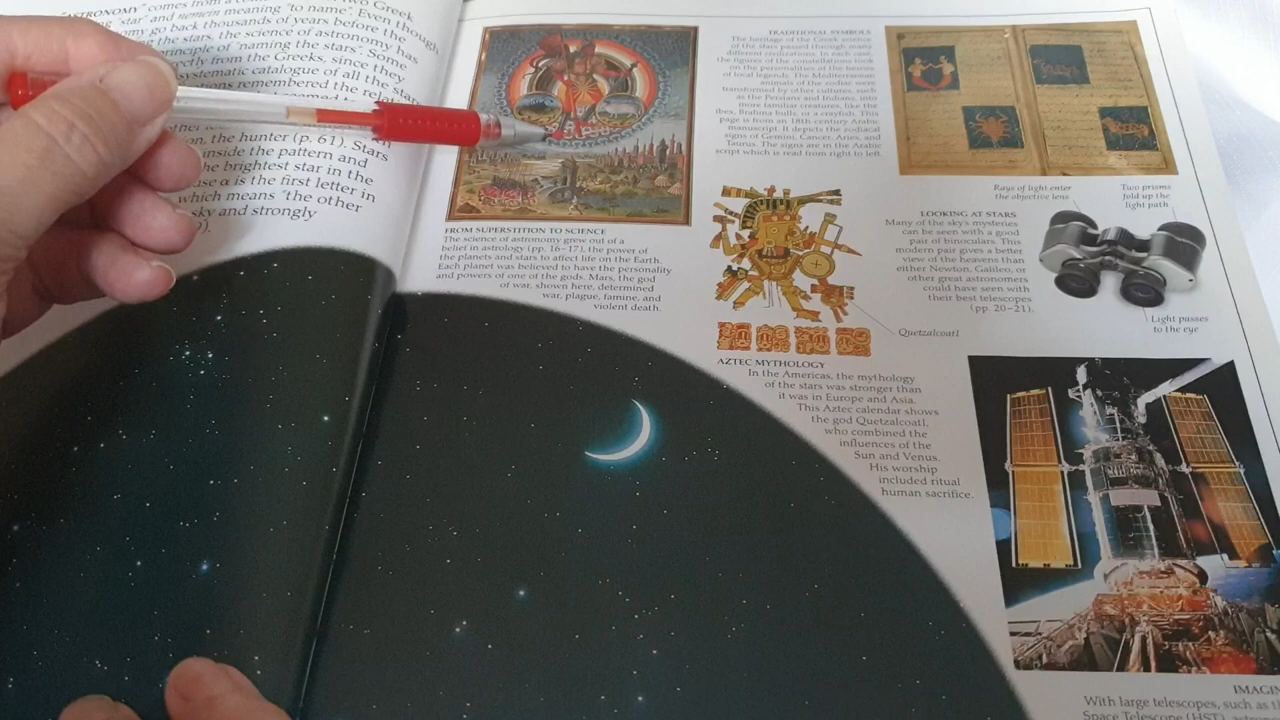 "ASTRONOMY" comes from a
two Greek
"star" and nemein meaning "to name". Even though
go back thousands of years before the
the stars, the science of astronomy has
principle of "naming the stars". Some
from the Greeks, since they
systematic catalogue of all the stars
remembered the
on, the hunter (p. 61). Stars
inside the pattern and
he brightest star in the
α is the first letter in
which means "the other
sky and strongly
FROM SUPERSTITION TO SCIENCE
The science of astronomy grew out of a
belief in astrology (pp. 16–17), the power of
the planets and stars to affect life on the Earth.
Each planet was believed to have the personality
and powers of one of the gods. Mars, the god
of war, shown here, determined
war, plague, famine, and
violent death.
TRADITIONAL SYMBOLS
The heritage of the Greek science
of the stars passed through many
different civilizations. In each case,
the figures of the constellations took
on the personalities of the heroes
of local legends. The Mediterranean
animals of the zodiac were
transformed by other cultures, such
as the Persians and Indians, into
more familiar creatures, like the
ibex, Brahma bulls, or a crayfish. This
page is from an 18th-century Arabic
manuscript. It depicts the zodiacal
signs of Gemini, Cancer, Aries, and
Taurus. The signs are in the Arabic
script which is read from right to left.
Quetzalcoatl
AZTEC MYTHOLOGY
In the Americas, the mythology
of the stars was stronger than
it was in Europe and Asia.
This Aztec calendar shows
the god Quetzalcoatl,
who combined the
influences of the
Sun and Venus.
His worship
included ritual
human sacrifice.
LOOKING AT STARS
Many of the sky's mysteries
can be seen with a good
pair of binoculars. This
modern pair gives a better
view of the heavens than
either Newton, Galileo, or
other great astronomers
could have seen with
their best telescopes
(pp. 20–21).
Rays of light enter
the objective lens
Two prisms
fold up the
light path
Light passes
to the eye
IMAGIN
With large telescopes, such as
Space Telescope (HST)